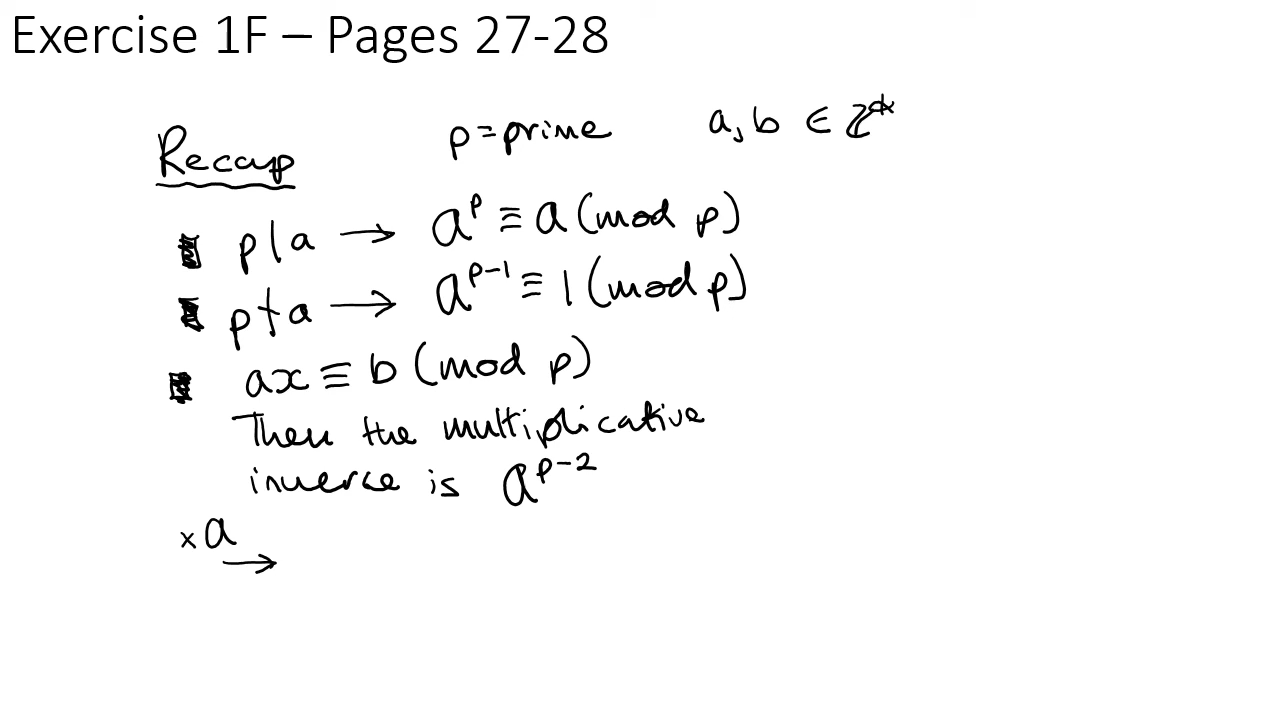 Exercise 1F – Pages 27-28
Recap p = prime a, b ∈ ℤ⁺
p | a → a^p ≡ a (mod p)
p ∤ a → a^(p-1) ≡ 1 (mod p)
ax ≡ b (mod p)
Then the multiplicative
inverse is a^(p-2)
× a →